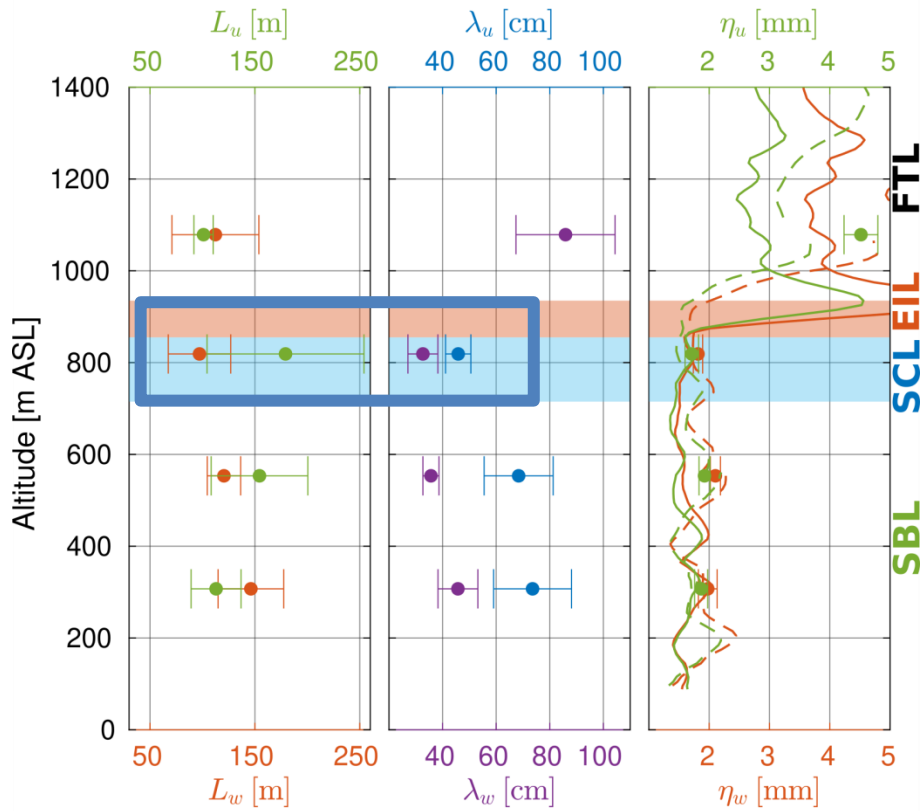 L_u [m] λ_u [cm] η_u [mm]
50 150 250 40 60 80 100 2 3 4 5
1400
1200
1000
800
600
400
200
0
Altitude [m ASL]
FTL
EIL
SCL
SBL
50 150 250 40 60 80 100 2 3 4 5
L_w [m] λ_w [cm] η_w [mm]